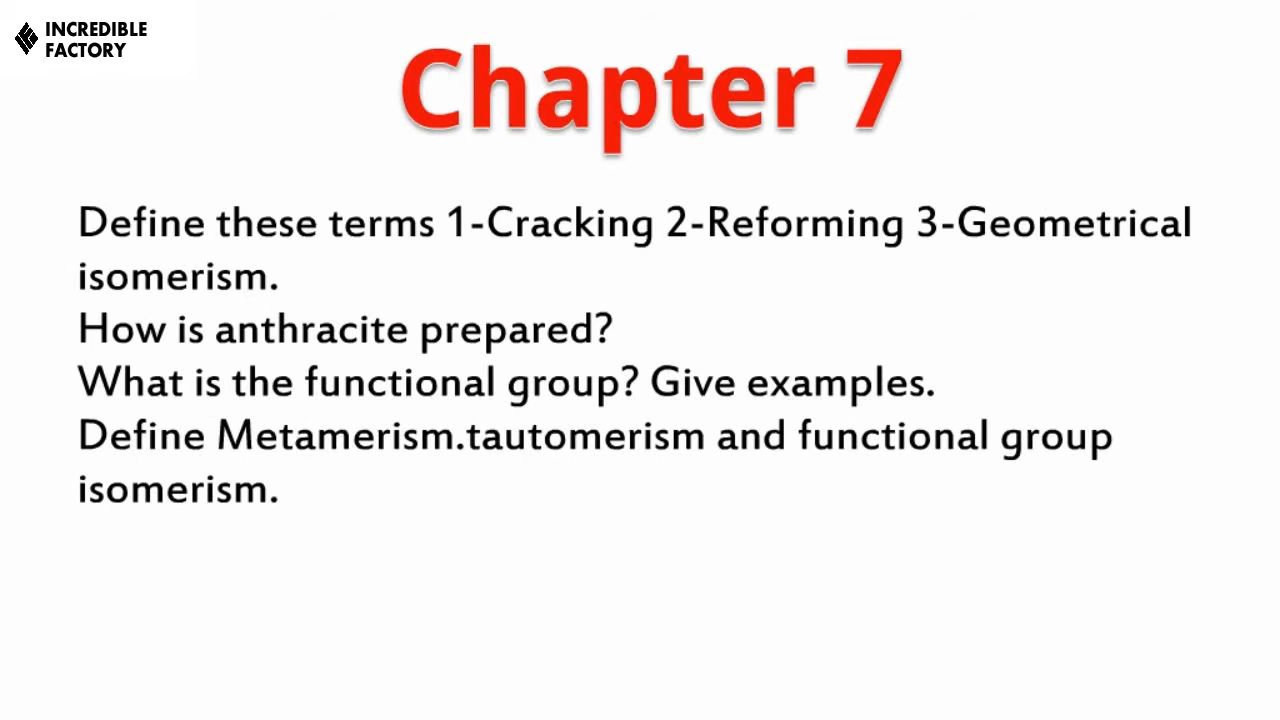 INCREDIBLE
FACTORY
Chapter 7
Define these terms 1-Cracking 2-Reforming 3-Geometrical
isomerism.
How is anthracite prepared?
What is the functional group? Give examples.
Define Metamerism.tautomerism and functional group
isomerism.